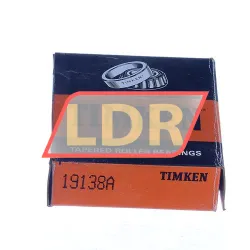 TIMKEN
LDR
TAPERED ROLLER BEARINGS
19138A
TIMKEN